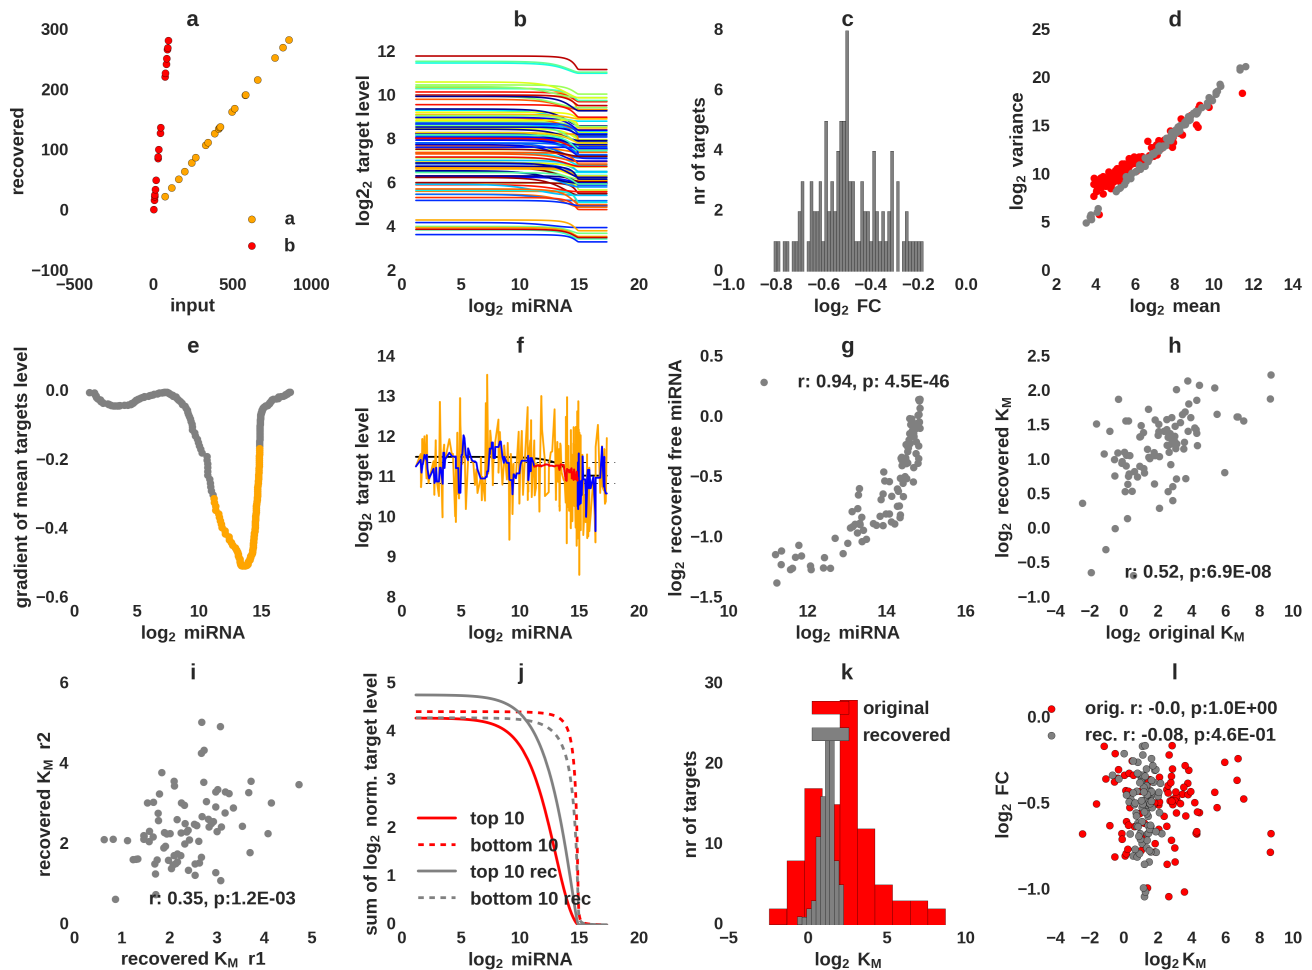 a
300
200
100
0
−100
−500 0 500 1000
recovered
input
a
b
b
12
10
8
6
4
2
0 5 10 15 20
log2₂ target level
log₂ miRNA
c
8
6
4
2
0
−1.0 −0.8 −0.6 −0.4 −0.2 0.0
nr of targets
log₂ FC
d
25
20
15
10
5
0
2 4 6 8 10 12 14
log₂ variance
log₂ mean
e
0.0
−0.2
−0.4
−0.6
0 5 10 15
gradient of mean targets level
log₂ miRNA
f
14
13
12
11
10
9
8
0 5 10 15 20
log₂ target level
log₂ miRNA
g
0.5
0.0
−0.5
−1.0
−1.5
10 12 14 16
log₂ recovered free miRNA
log₂ miRNA
r: 0.94, p: 4.5E-46
h
2.5
2.0
1.5
1.0
0.5
0.0
−0.5
−1.0
−4 −2 0 2 4 6 8 10
log₂ recovered K_M
log₂ original K_M
r: 0.52, p:6.9E-08
i
6
4
2
0
0 1 2 3 4 5
recovered K_M r2
recovered K_M r1
r: 0.35, p:1.2E-03
j
5
4
3
2
1
0
0 5 10 15 20
sum of log₂ norm. target level
log₂ miRNA
top 10
bottom 10
top 10 rec
bottom 10 rec
k
30
20
10
0
−5 0 5 10
nr of targets
log₂ K_M
original
recovered
l
0.0
−0.5
−1.0
−4 −2 0 2 4 6 8 10
log₂ FC
log₂ K_M
orig. r: -0.0, p:1.0E+00
rec. r: -0.08, p:4.6E-01